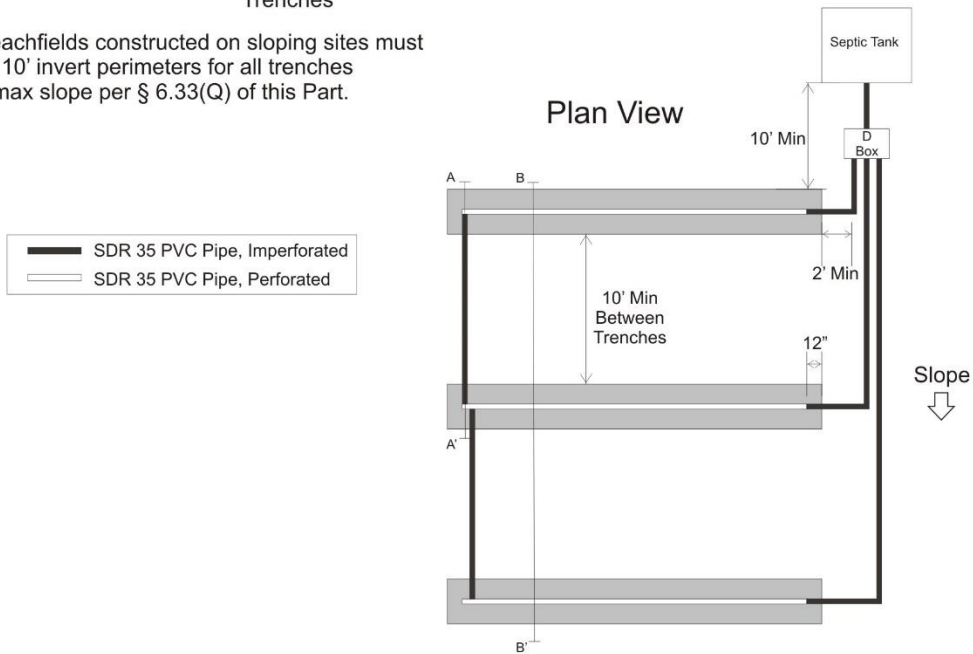 Trenches
eachfields constructed on sloping sites must
10’ invert perimeters for all trenches
max slope per § 6.33(Q) of this Part.
Septic Tank
Plan View
10’ Min
D
Box
A
B
SDR 35 PVC Pipe, Imperforated
SDR 35 PVC Pipe, Perforated
2’ Min
10’ Min
Between
Trenches
12”
Slope
A’
B’